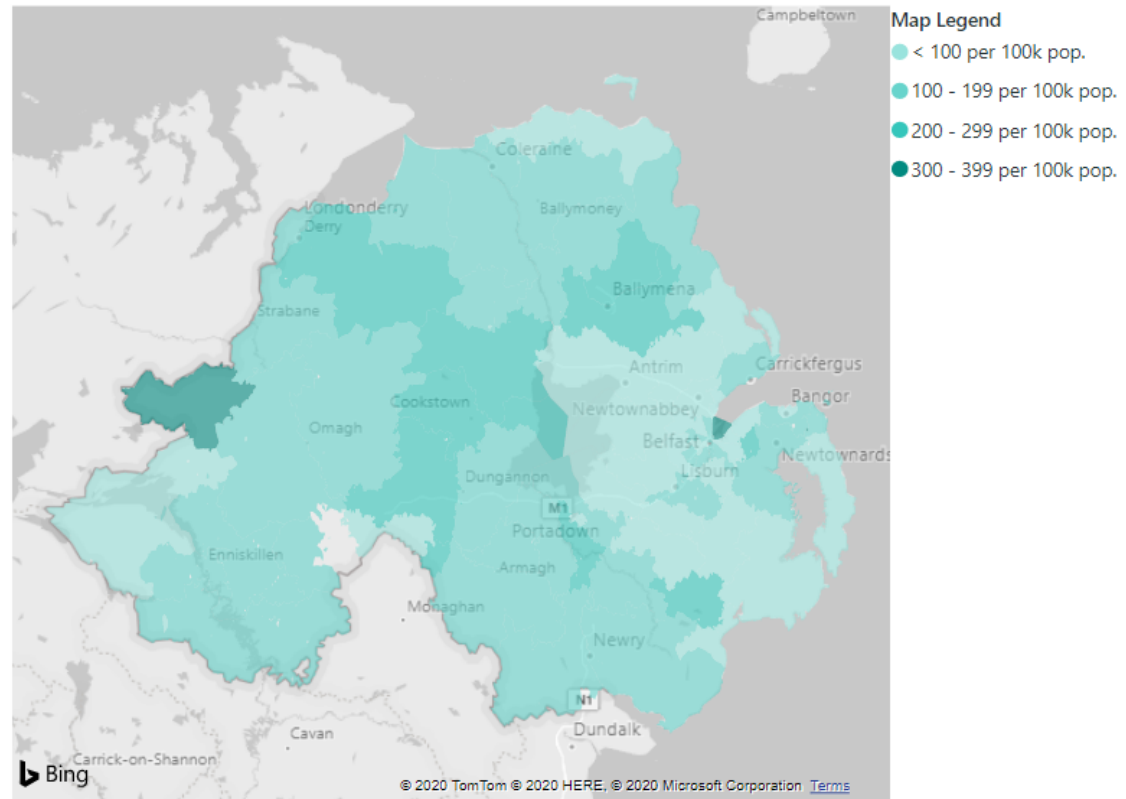 Campbeltown
Map Legend
< 100 per 100k pop.
100 - 199 per 100k pop.
200 - 299 per 100k pop.
300 - 399 per 100k pop.
Coleraine
Londonderry
Derry
Ballymoney
Ballymena
Strabane
Antrim
Carrickfergus
Cookstown
Newtownabbey
Bangor
Omagh
Belfast
Newtownards
Lisburn
Dungannon
M1
Portadown
Enniskillen
Armagh
Monaghan
Newry
N1
Dundalk
Cavan
Carrick-on-Shannon
Bing
© 2020 TomTom © 2020 HERE, © 2020 Microsoft Corporation Terms